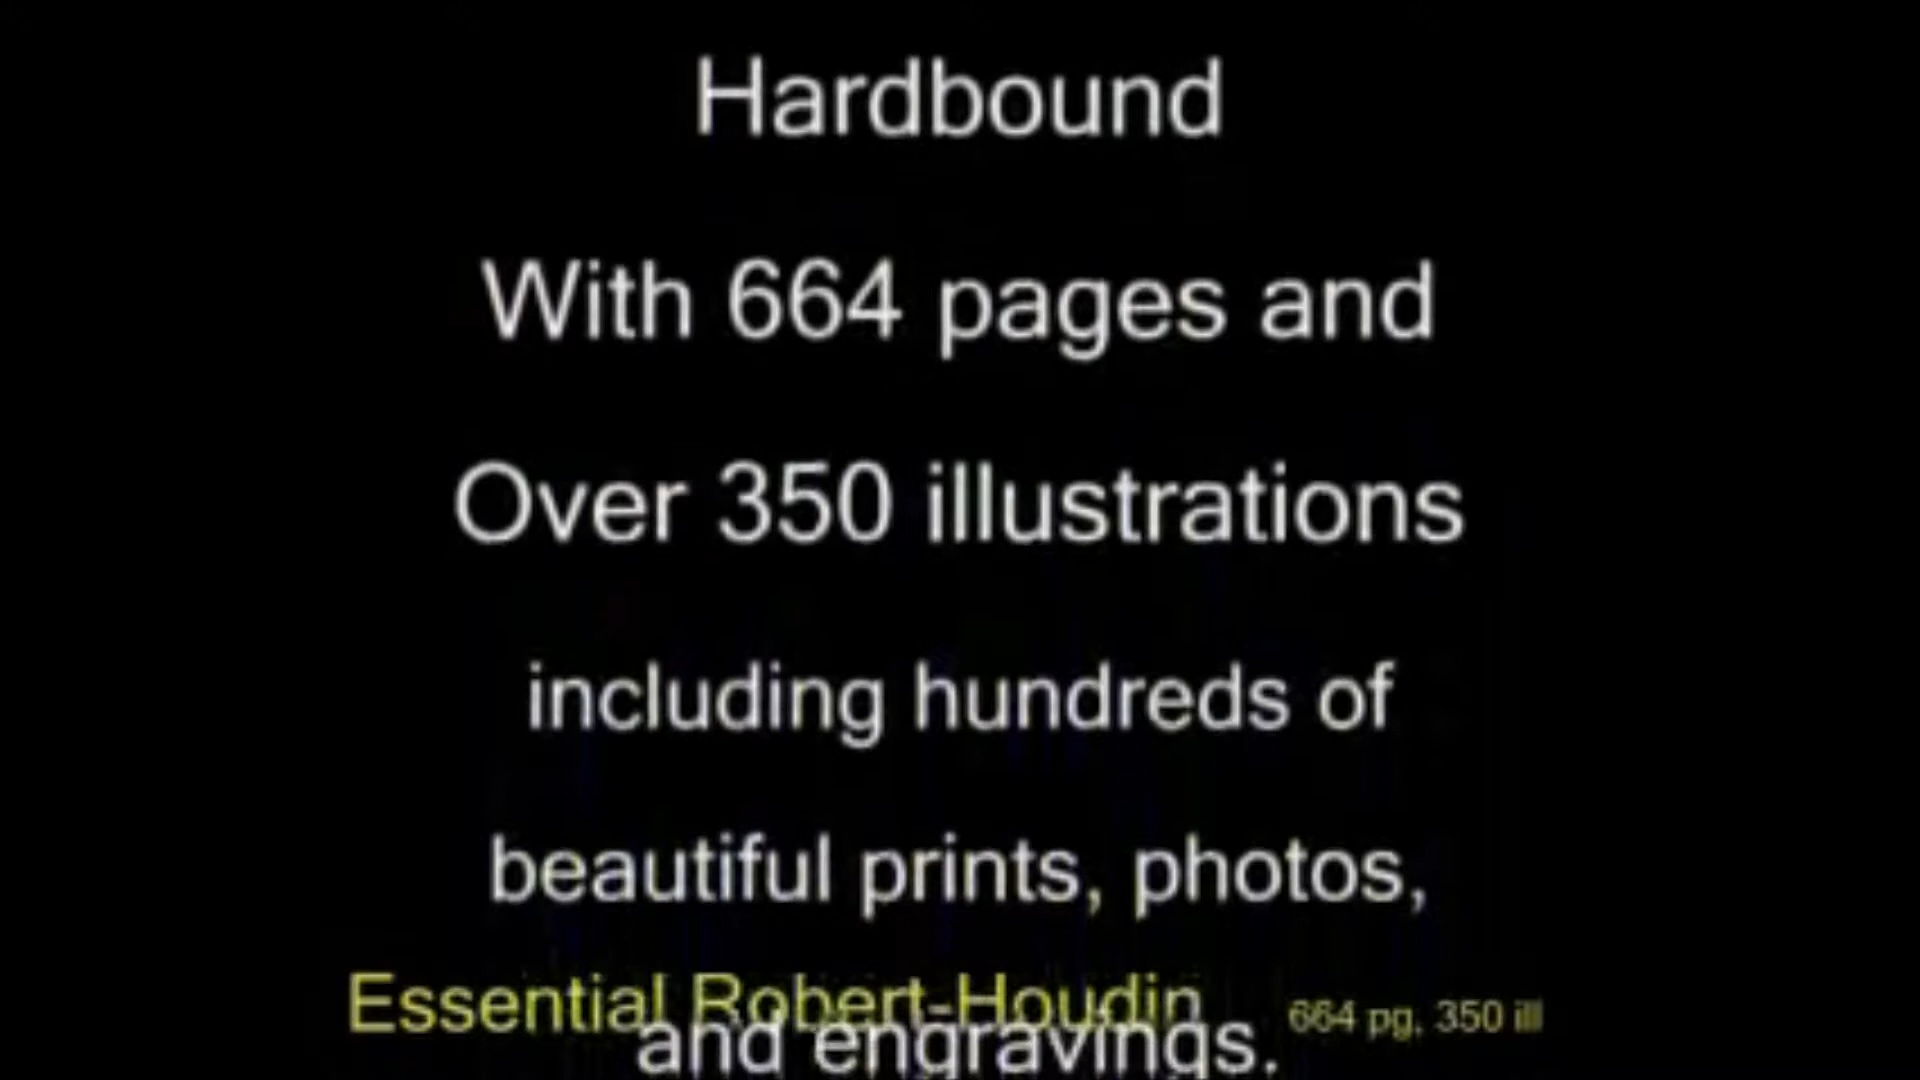 Hardbound
With 664 pages and
Over 350 illustrations
including hundreds of
beautiful prints, photos,
Essential Robert-Houdin 664 pg, 350 ill
and engravings.